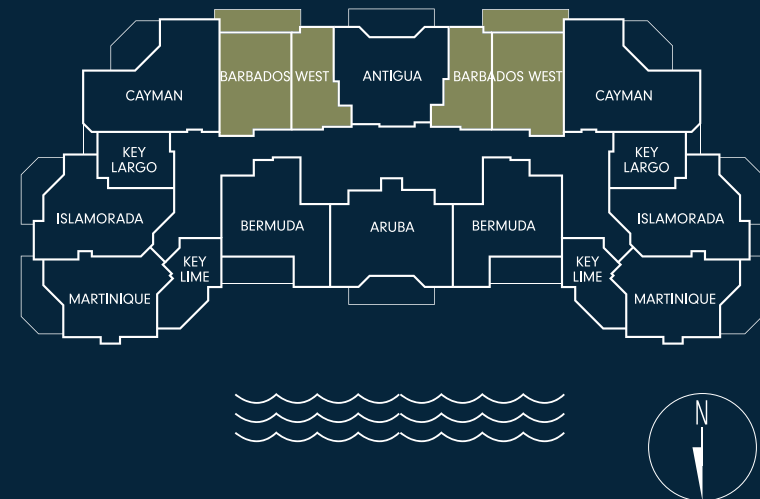 BARBADOS WEST
ANTIGUA
BARBADOS WEST
CAYMAN
CAYMAN
KEY
LARGO
KEY
LARGO
ISLAMORADA
ISLAMORADA
BERMUDA
ARUBA
BERMUDA
KEY
LIME
KEY
LIME
MARTINIQUE
MARTINIQUE
N